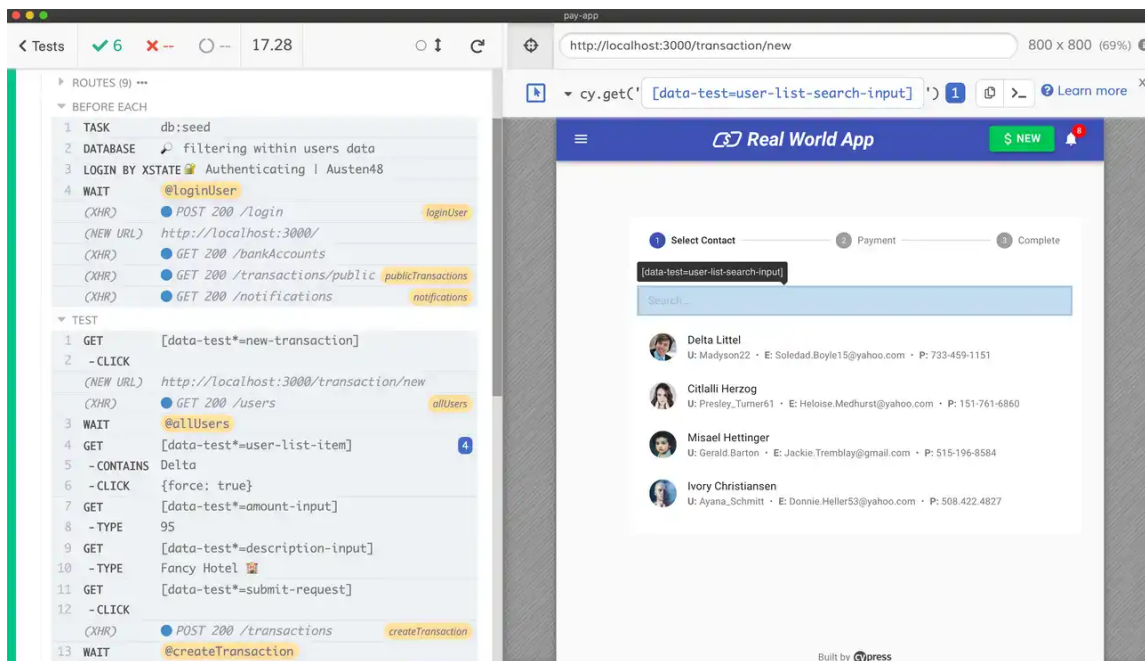 pay-app
Tests 6 -- -- 17.28
http://localhost:3000/transaction/new 800 x 800 (69%)
cy.get(' [data-test=user-list-search-input] ') 1 Learn more
ROUTES (9)
BEFORE EACH
1 TASK db:seed
2 DATABASE filtering within users data
3 LOGIN BY XSTATE Authenticating | Austen48
4 WAIT @loginUser
(XHR) POST 200 /login loginUser
(NEW URL) http://localhost:3000/
(XHR) GET 200 /bankAccounts
(XHR) GET 200 /transactions/public publicTransactions
(XHR) GET 200 /notifications notifications
TEST
1 GET [data-test*=new-transaction]
2 -CLICK
(NEW URL) http://localhost:3000/transaction/new
(XHR) GET 200 /users allUsers
3 WAIT @allUsers
4 GET [data-test*=user-list-item] 4
5 -CONTAINS Delta
6 -CLICK {force: true}
7 GET [data-test*=amount-input]
8 -TYPE 95
9 GET [data-test*=description-input]
10 -TYPE Fancy Hotel
11 GET [data-test*=submit-request]
12 -CLICK
(XHR) POST 200 /transactions createTransaction
13 WAIT @createTransaction
Real World App $ NEW 8
1 Select Contact 2 Payment 3 Complete
[data-test=user-list-search-input]
Search...
Delta Littel
U: Madyson22 • E: Soledad.Boyle15@yahoo.com • P: 733-459-1151
Citlalli Herzog
U: Presley_Turner61 • E: Heloise.Medhurst@yahoo.com • P: 151-761-6860
Misael Hettinger
U: Gerald.Barton • E: Jackie.Tremblay@gmail.com • P: 515-196-8584
Ivory Christiansen
U: Ayana_Schmitt • E: Donnie.Heller53@yahoo.com • P: 508.422.4827
Built by cypress